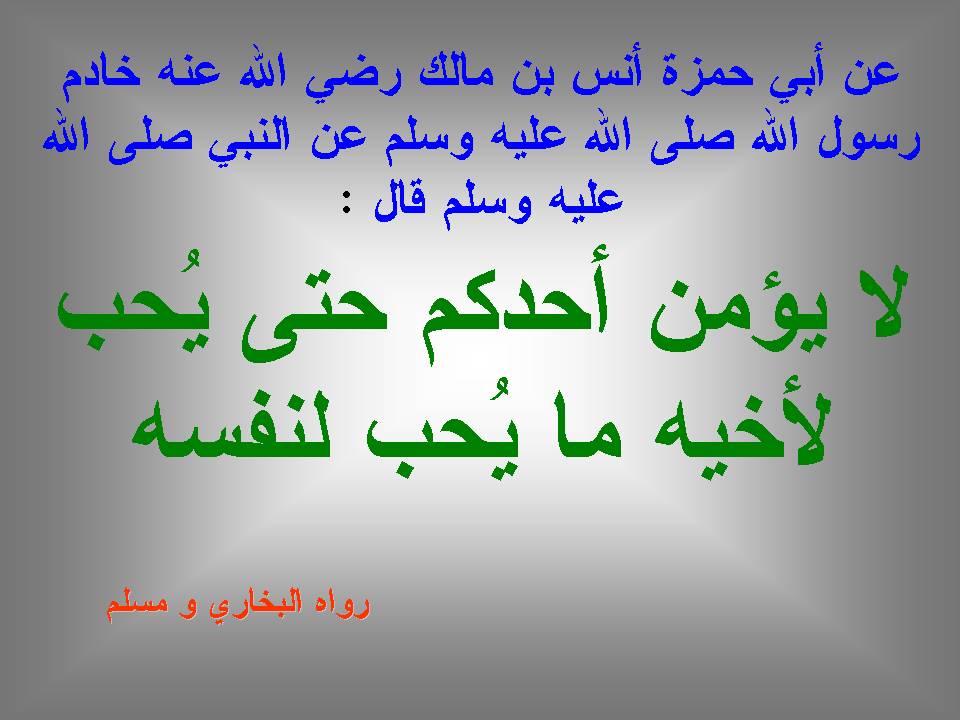 عن أبي حمزة أنس بن مالك رضي الله عنه خادم
رسول الله صلى الله عليه وسلم عن النبي صلى الله
عليه وسلم قال :
لا يؤمن أحدكم حتى يُحب
لأخيه ما يُحب لنفسه
رواه البخاري و مسلم